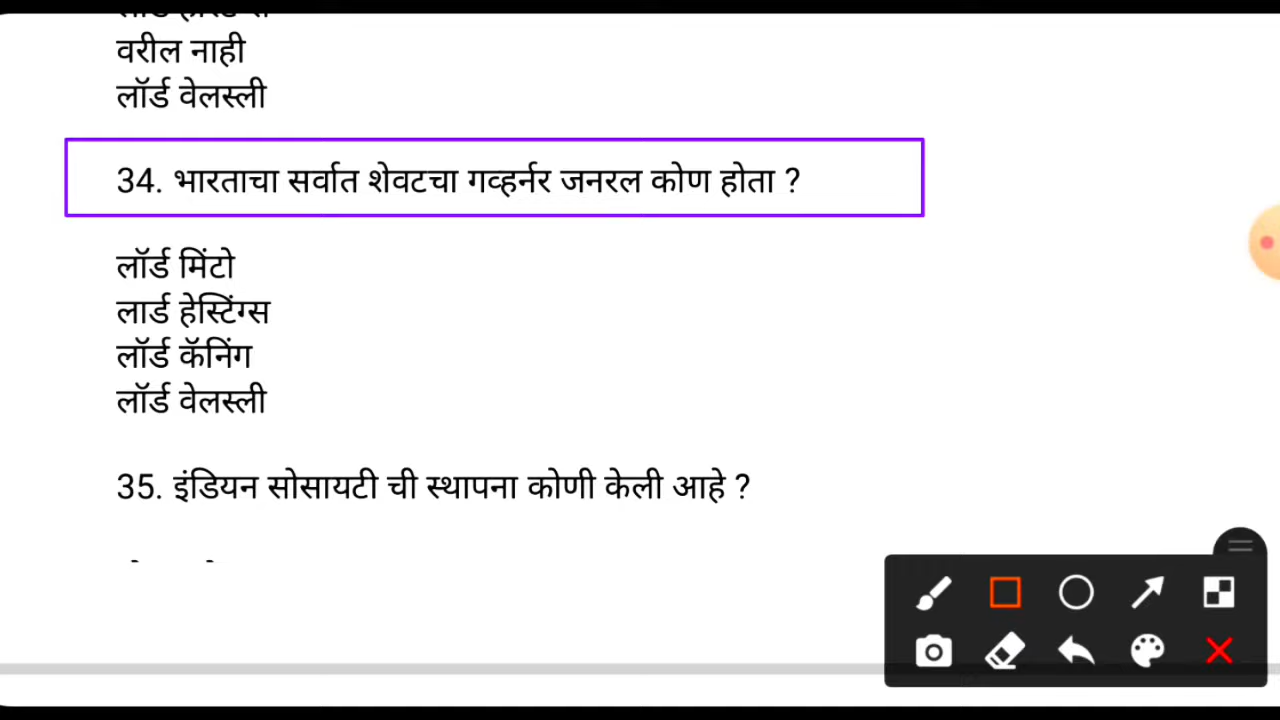 वरील नाही
लॉर्ड वेलस्ली
34. भारताचा सर्वात शेवटचा गव्हर्नर जनरल कोण होता ?
लॉर्ड मिंटो
लार्ड हेस्टिंग्स
लॉर्ड कॅनिंग
लॉर्ड वेलस्ली
35. इंडियन सोसायटी ची स्थापना कोणी केली आहे ?